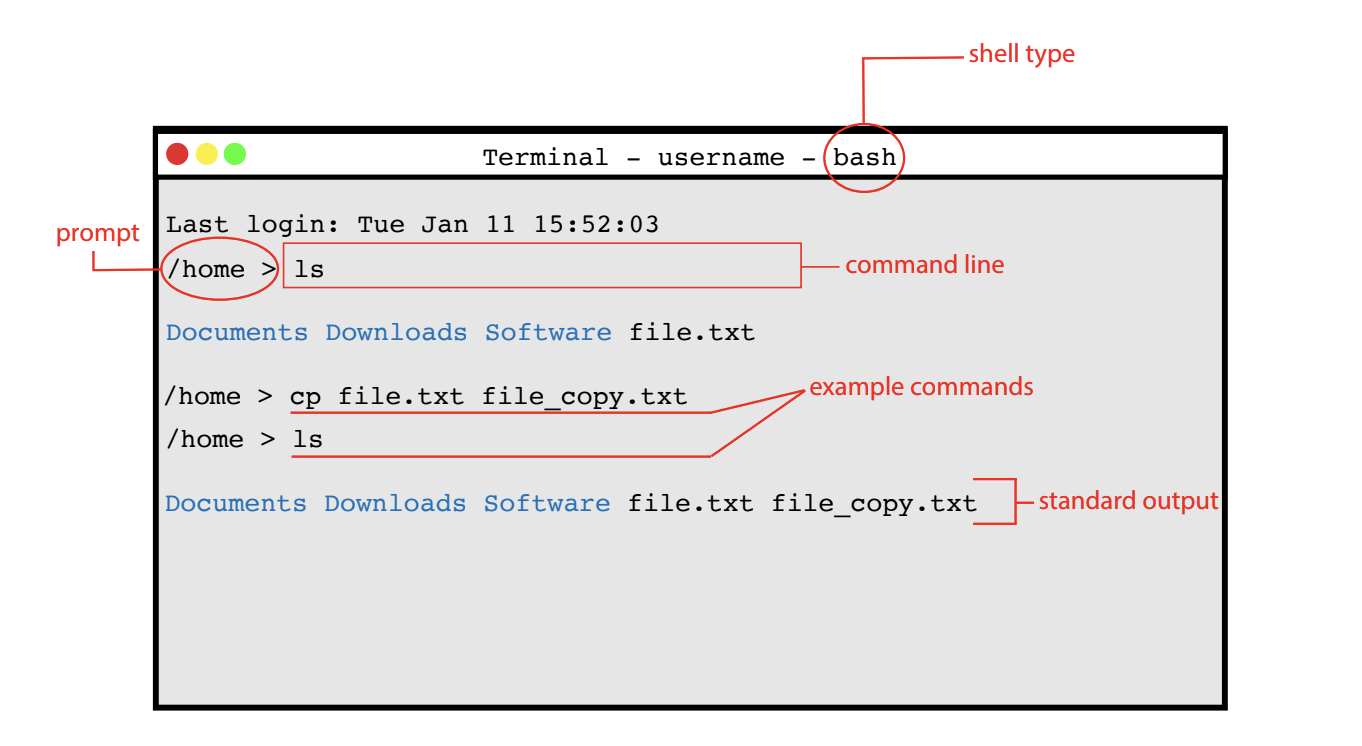 shell type
Terminal – username – bash
Last login: Tue Jan 11 15:52:03
prompt
/home > ls
command line
Documents Downloads Software file.txt
/home > cp file.txt file_copy.txt
example commands
/home > ls
Documents Downloads Software file.txt file_copy.txt
standard output